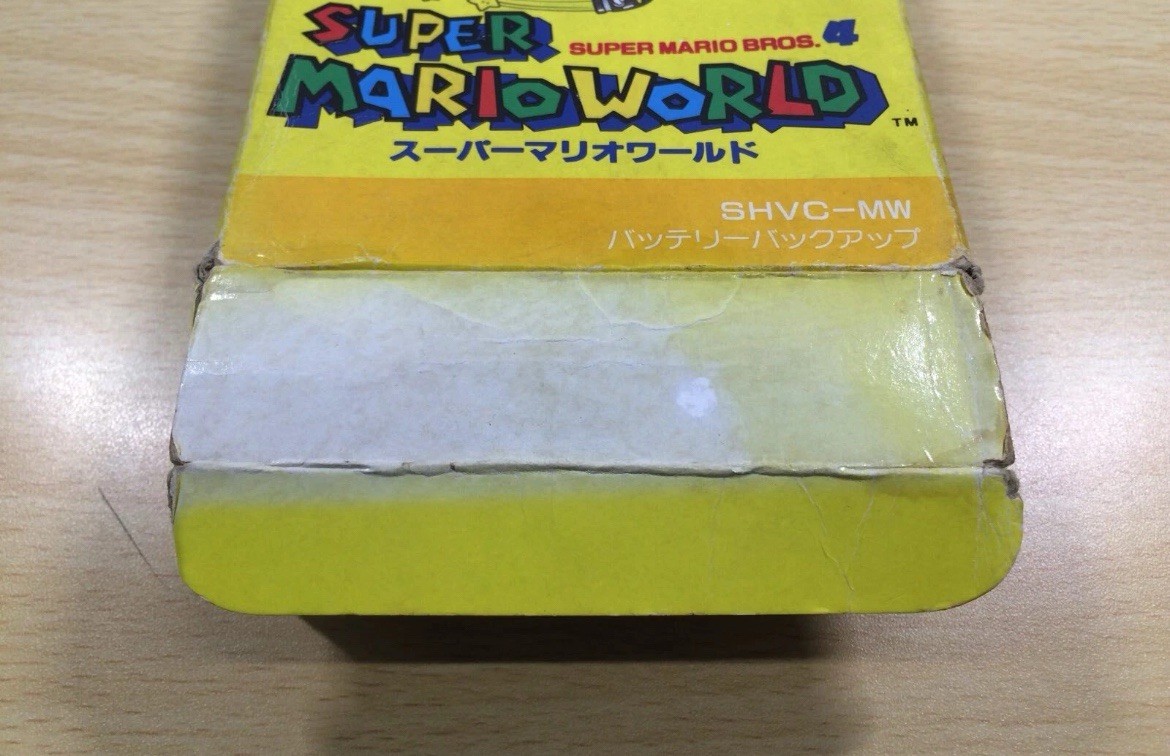 SUPER SUPER MARIO BROS. 4
MARIO WORLD TM
スーパーマリオワールド
SHVC-MW
バッテリーバックアップ